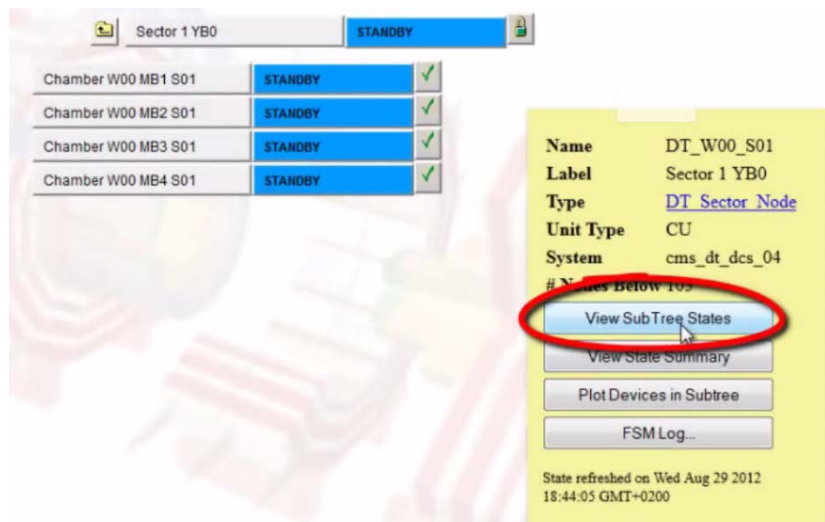 Sector 1 YB0 STANDBY
Chamber W00 MB1 S01 STANDBY
Chamber W00 MB2 S01 STANDBY
Chamber W00 MB3 S01 STANDBY
Chamber W00 MB4 S01 STANDBY
Name DT_W00_S01
Label Sector 1 YB0
Type DT_Sector_Node
Unit Type CU
System cms_dt_dcs_04
# Nodes Below 105
View SubTree States
View State Summary
Plot Devices in Subtree
FSM Log...
State refreshed on Wed Aug 29 2012
18:44:05 GMT+0200